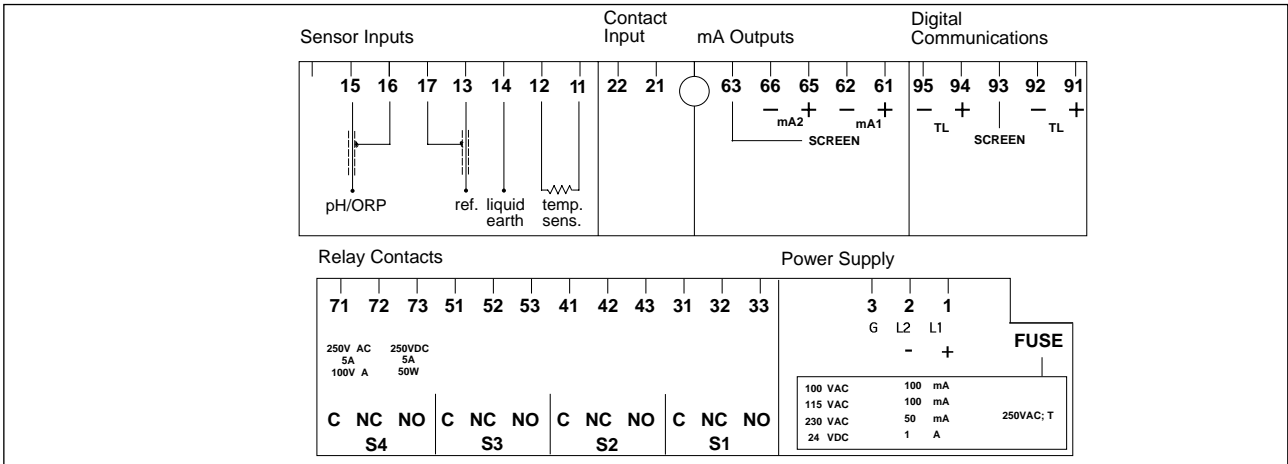 Sensor Inputs
Contact Input
mA Outputs
Digital Communications
15 16 17 13 14 12 11 22 21 63 66 65 62 61 95 94 93 92 91
− + − + − + − +
mA2 mA1 TL TL
SCREEN SCREEN
pH/ORP ref. liquid earth temp. sens.
Relay Contacts
Power Supply
71 72 73 51 52 53 41 42 43 31 32 33 3 2 1
G L2 L1
- +
FUSE
250V AC 250VDC
5A 5A
100V A 50W
100 VAC 100 mA
115 VAC 100 mA
230 VAC 50 mA
24 VDC 1 A
250VAC; T
C NC NO C NC NO C NC NO C NC NO
S4 S3 S2 S1